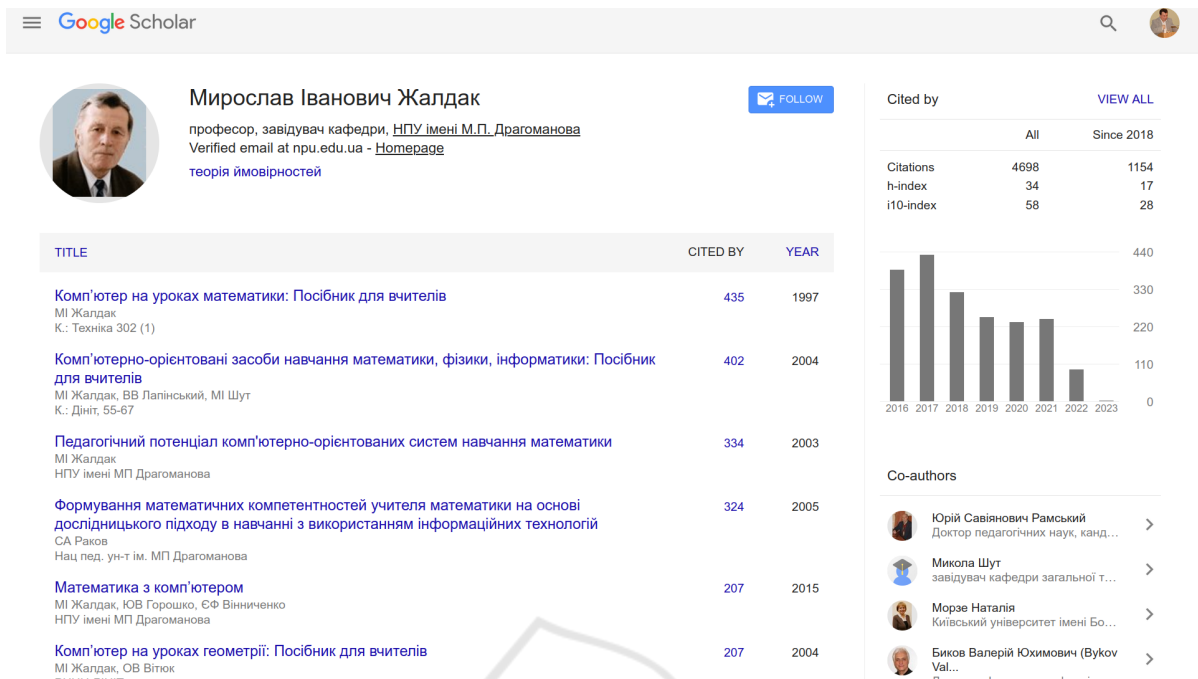 Google Scholar
Мирослав Іванович Жалдак
FOLLOW
професор, завідувач кафедри, НПУ імені М.П. Драгоманова
Verified email at npu.edu.ua - Homepage
теорія ймовірностей
TITLE CITED BY YEAR
Комп'ютер на уроках математики: Посібник для вчителів 435 1997
МІ Жалдак
К.: Техніка 302 (1)
Комп'ютерно-орієнтовані засоби навчання математики, фізики, інформатики: Посібник 402 2004
для вчителів
МІ Жалдак, ВВ Лапінський, МІ Шут
К.: Дініт, 55-67
Педагогічний потенціал комп'ютерно-орієнтованих систем навчання математики 334 2003
МІ Жалдак
НПУ імені МП Драгоманова
Формування математичних компетентностей учителя математики на основі 324 2005
дослідницького підходу в навчанні з використанням інформаційних технологій
СА Раков
Нац пед. ун-т ім. МП Драгоманова
Математика з комп'ютером 207 2015
МІ Жалдак, ЮВ Горошко, ЄФ Вінниченко
НПУ імені МП Драгоманова
Комп'ютер на уроках геометрії: Посібник для вчителів 207 2004
МІ Жалдак, ОВ Вітюк
Cited by VIEW ALL
All Since 2018
Citations 4698 1154
h-index 34 17
i10-index 58 28
440
330
220
110
0
2016 2017 2018 2019 2020 2021 2022 2023
Co-authors
Юрій Савіянович Рамський
Доктор педагогічних наук, канд...
Микола Шут
завідувач кафедри загальної т...
Морзе Наталія
Київський університет імені Бо...
Биков Валерій Юхимович (Bykov
Val...